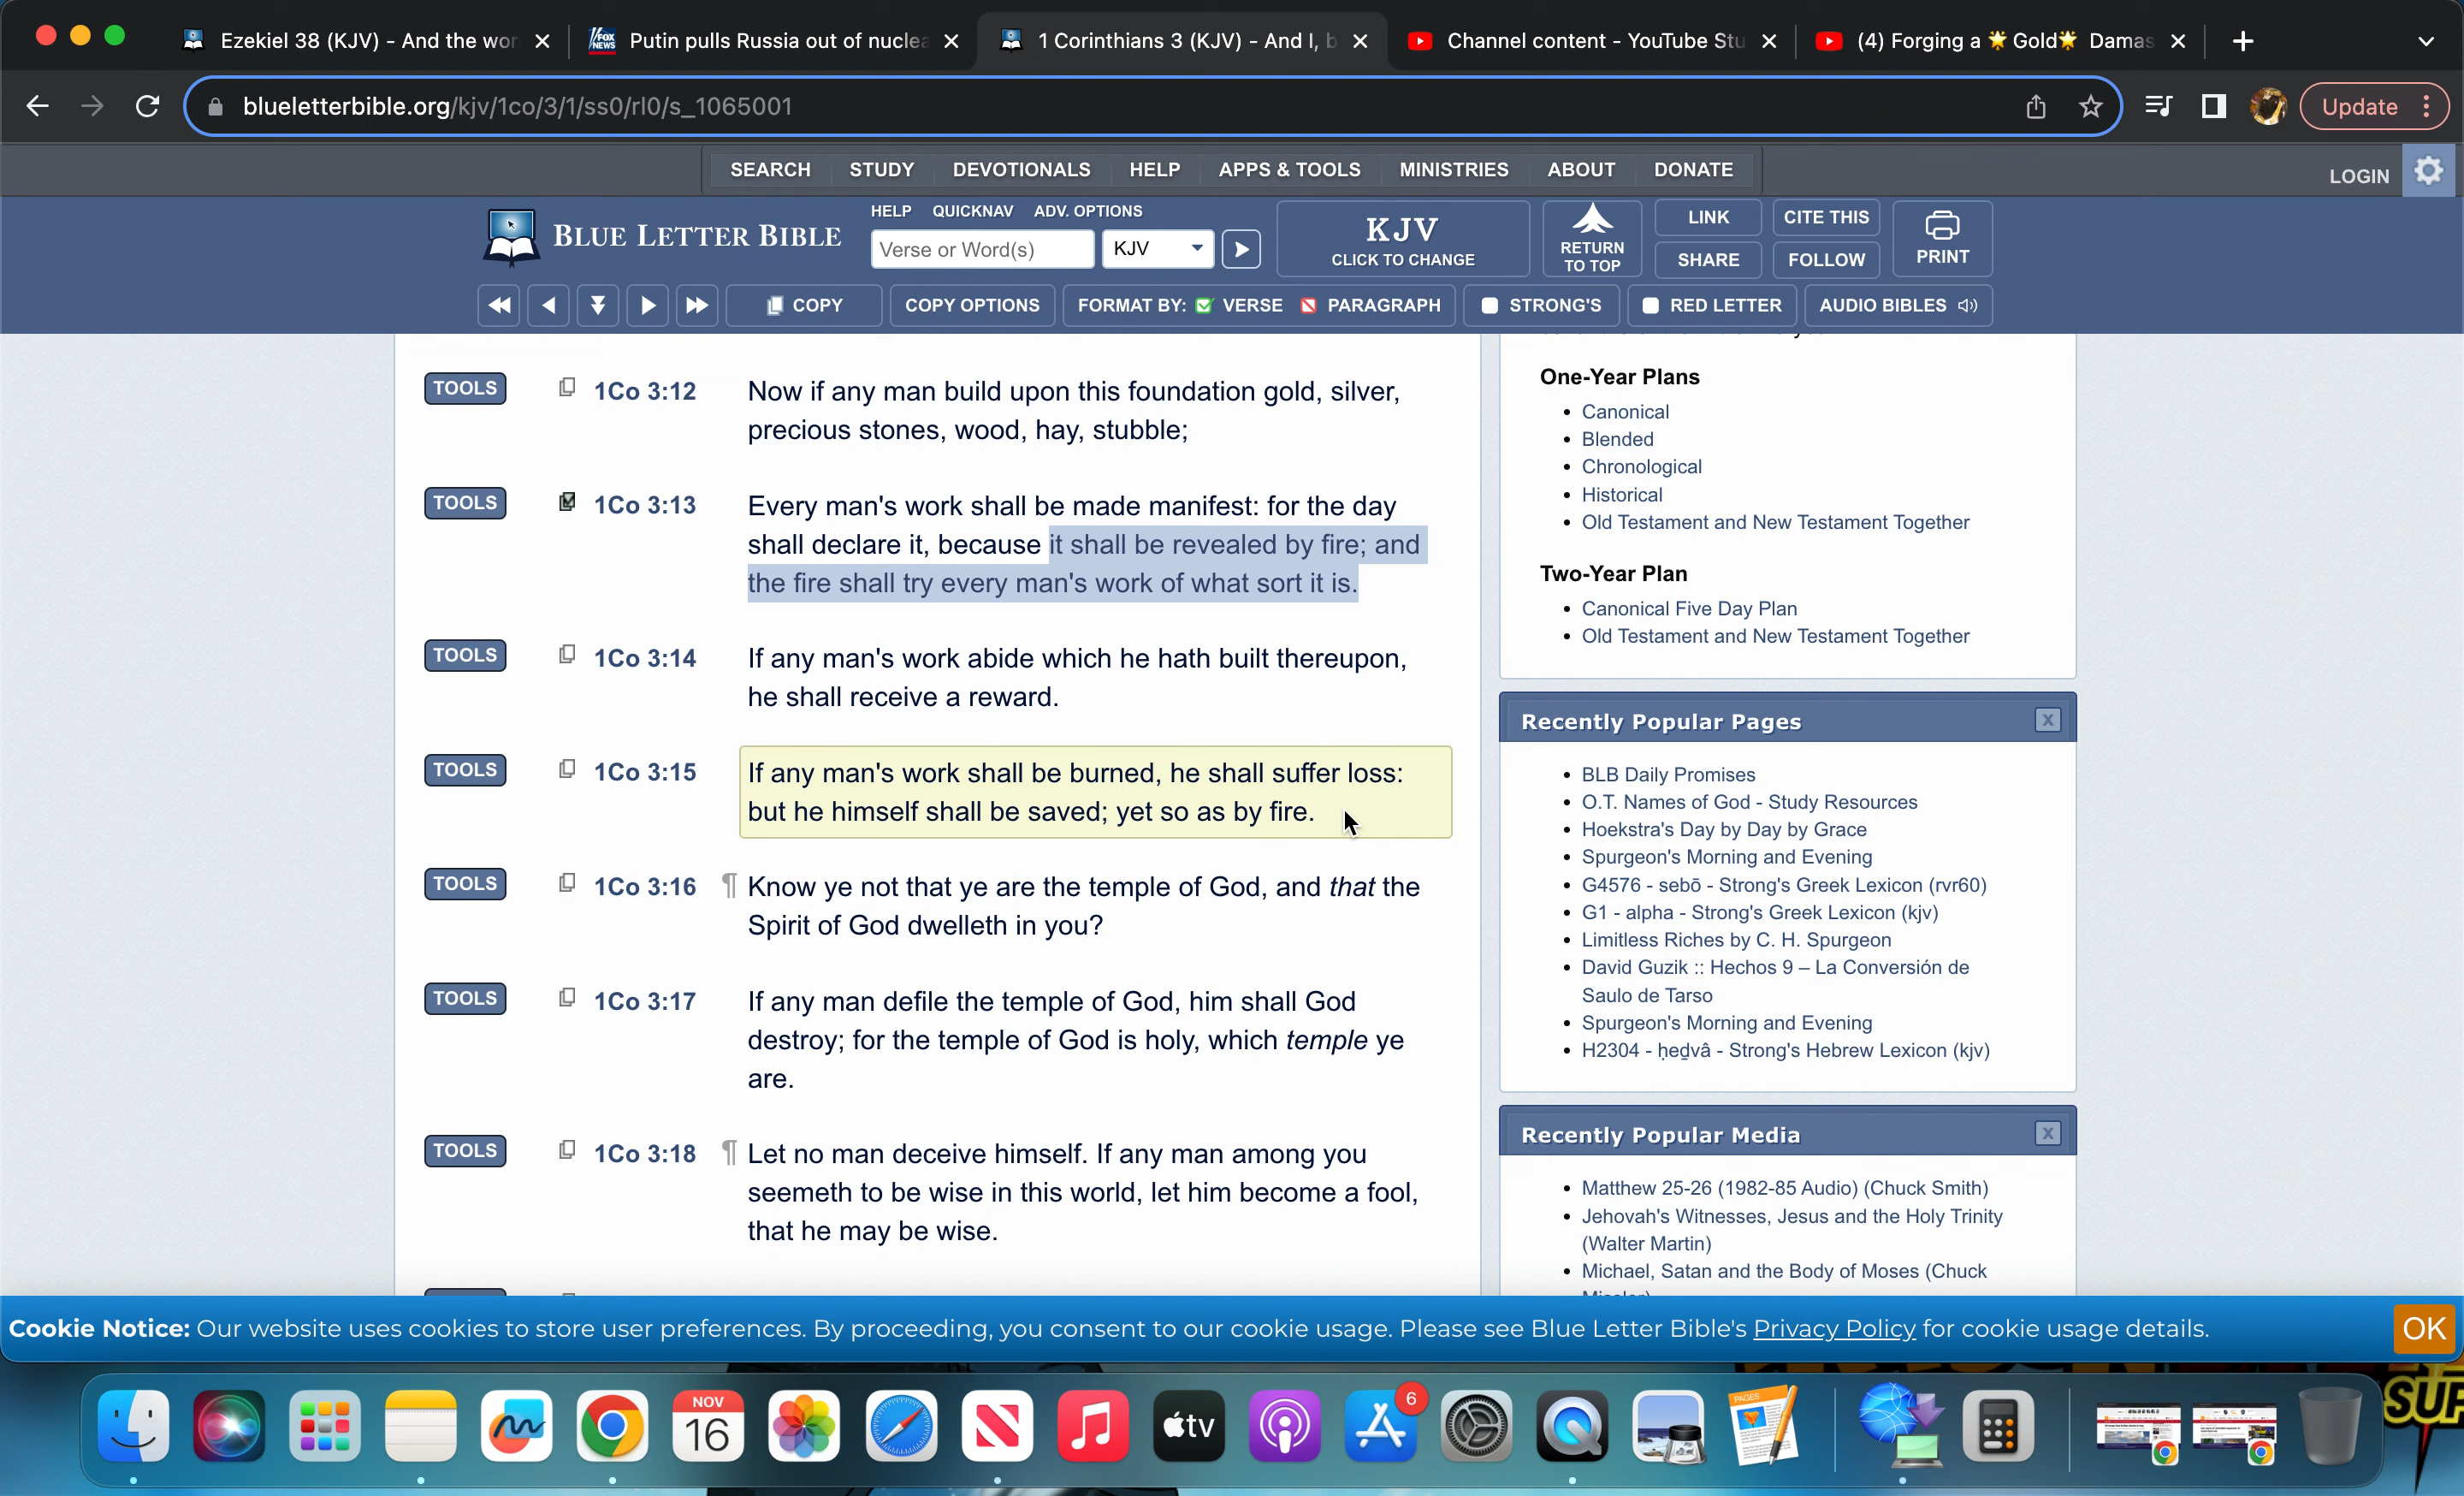 Ezekiel 38 (KJV) - And the wor
Putin pulls Russia out of nuclea
1 Corinthians 3 (KJV) - And I, b
Channel content - YouTube Stu
(4) Forging a 🌟 Gold🌟 Damas
blueletterbible.org/kjv/1co/3/1/ss0/rl0/s_1065001
Update
SEARCH STUDY DEVOTIONALS HELP APPS & TOOLS MINISTRIES ABOUT DONATE
LOGIN
BLUE LETTER BIBLE
HELP QUICKNAV ADV. OPTIONS
Verse or Word(s)
KJV
KJV
CLICK TO CHANGE
RETURN
TO TOP
LINK
CITE THIS
SHARE
FOLLOW
PRINT
COPY
COPY OPTIONS
FORMAT BY: VERSE PARAGRAPH
STRONG'S
RED LETTER
AUDIO BIBLES
TOOLS 1Co 3:12 Now if any man build upon this foundation gold, silver,
precious stones, wood, hay, stubble;
TOOLS 1Co 3:13 Every man's work shall be made manifest: for the day
shall declare it, because it shall be revealed by fire; and
the fire shall try every man's work of what sort it is.
TOOLS 1Co 3:14 If any man's work abide which he hath built thereupon,
he shall receive a reward.
TOOLS 1Co 3:15 If any man's work shall be burned, he shall suffer loss:
but he himself shall be saved; yet so as by fire.
TOOLS 1Co 3:16 ¶ Know ye not that ye are the temple of God, and that the
Spirit of God dwelleth in you?
TOOLS 1Co 3:17 If any man defile the temple of God, him shall God
destroy; for the temple of God is holy, which temple ye
are.
TOOLS 1Co 3:18 ¶ Let no man deceive himself. If any man among you
seemeth to be wise in this world, let him become a fool,
that he may be wise.
One-Year Plans
• Canonical
• Blended
• Chronological
• Historical
• Old Testament and New Testament Together
Two-Year Plan
• Canonical Five Day Plan
• Old Testament and New Testament Together
Recently Popular Pages
x
• BLB Daily Promises
• O.T. Names of God - Study Resources
• Hoekstra's Day by Day by Grace
• Spurgeon's Morning and Evening
• G4576 - sebō - Strong's Greek Lexicon (rvr60)
• G1 - alpha - Strong's Greek Lexicon (kjv)
• Limitless Riches by C. H. Spurgeon
• David Guzik :: Hechos 9 – La Conversión de
Saulo de Tarso
• Spurgeon's Morning and Evening
• H2304 - ḥeḏvâ - Strong's Hebrew Lexicon (kjv)
Recently Popular Media
x
• Matthew 25-26 (1982-85 Audio) (Chuck Smith)
• Jehovah's Witnesses, Jesus and the Holy Trinity
(Walter Martin)
• Michael, Satan and the Body of Moses (Chuck
Cookie Notice: Our website uses cookies to store user preferences. By proceeding, you consent to our cookie usage. Please see Blue Letter Bible's Privacy Policy for cookie usage details.
OK
NOV
16
tv
6
PAGES
SUP